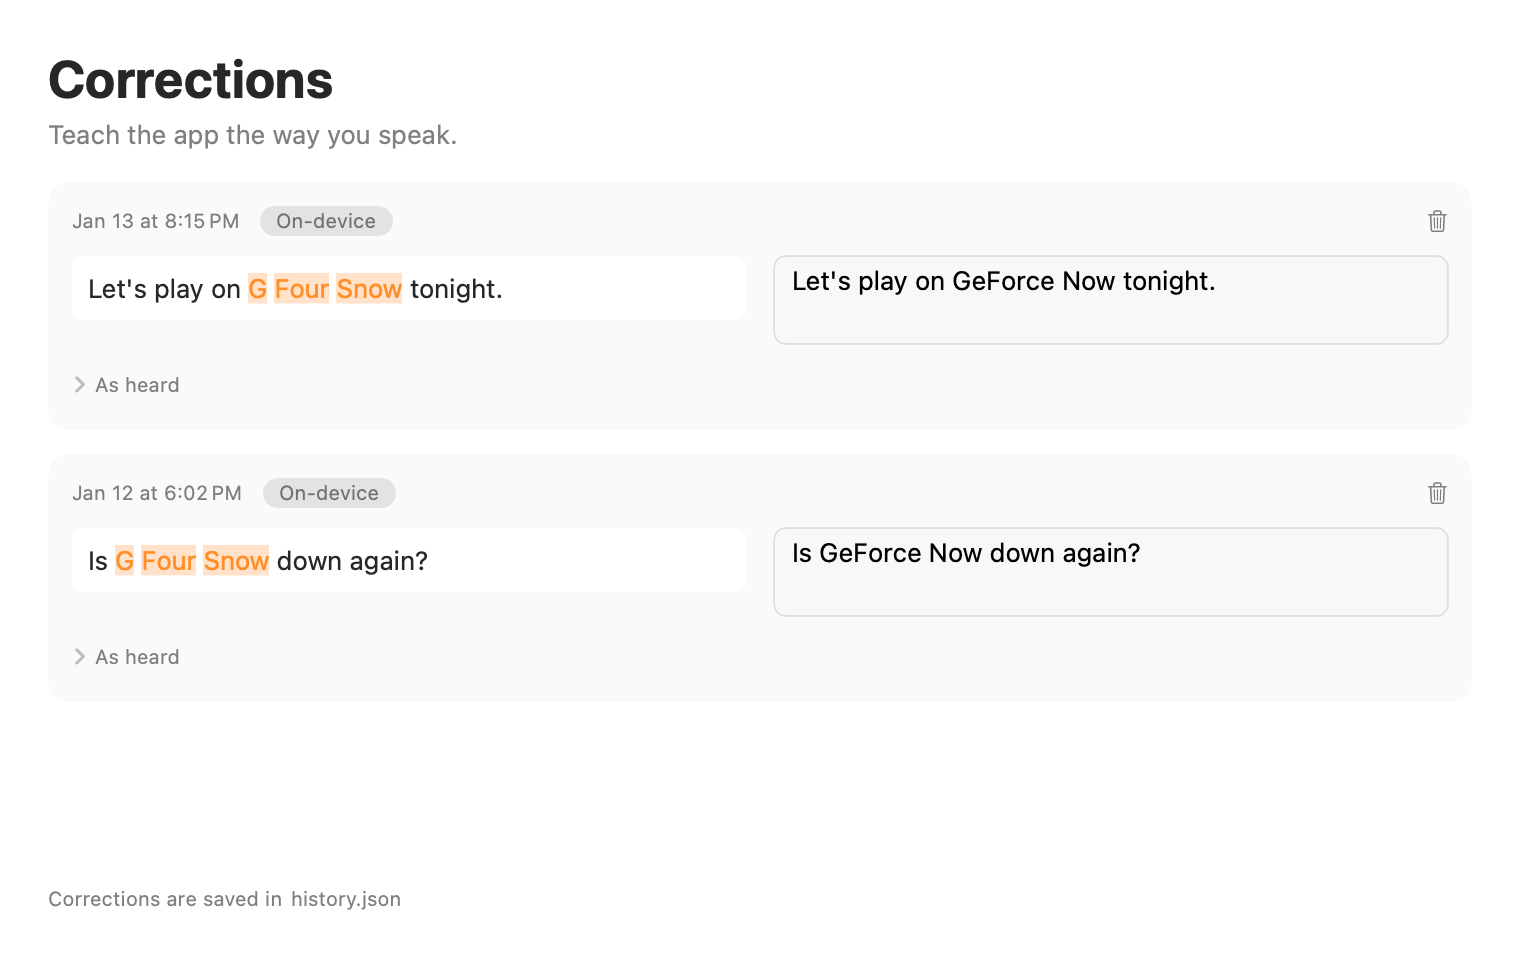 Corrections
Teach the app the way you speak.
Jan 13 at 8:15 PM On-device
Let's play on G Four Snow tonight.
Let's play on GeForce Now tonight.
As heard
Jan 12 at 6:02 PM On-device
Is G Four Snow down again?
Is GeForce Now down again?
As heard
Corrections are saved in history.json